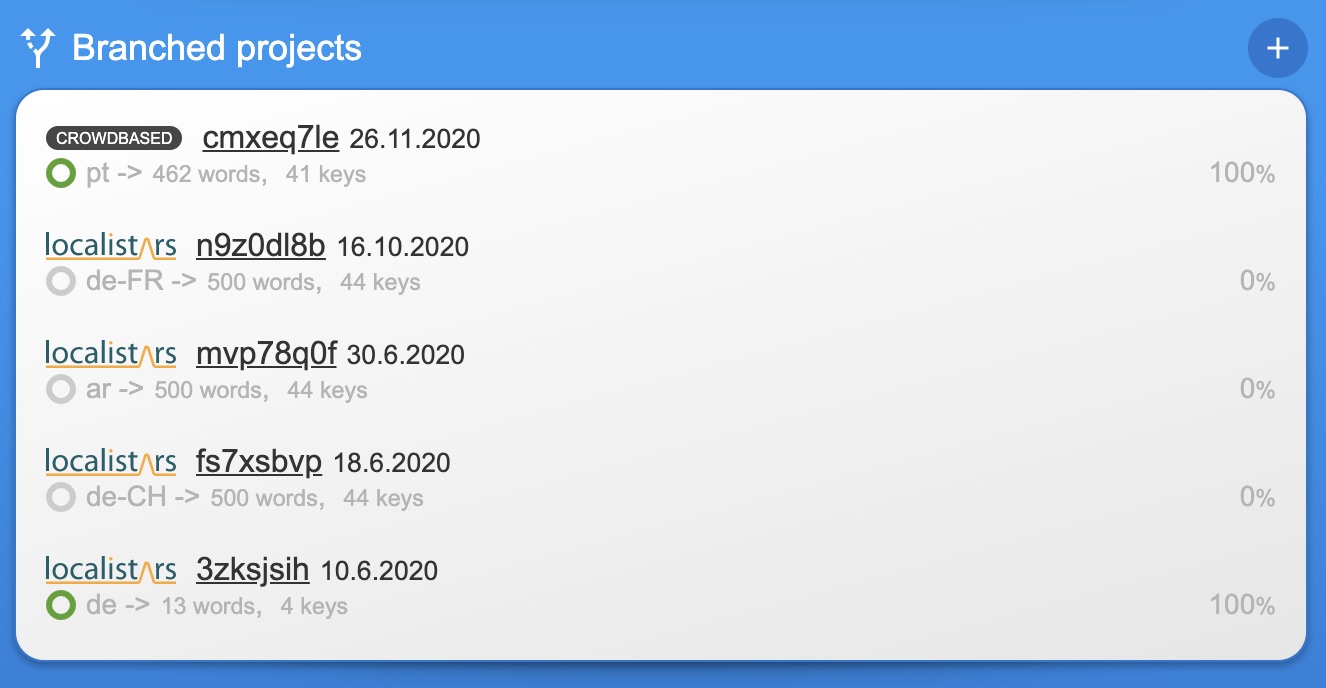 Branched projects
+
CROWDBASED cmxeq7le 26.11.2020
pt -> 462 words, 41 keys 100%
localistars n9z0dl8b 16.10.2020
de-FR -> 500 words, 44 keys 0%
localistars mvp78q0f 30.6.2020
ar -> 500 words, 44 keys 0%
localistars fs7xsbvp 18.6.2020
de-CH -> 500 words, 44 keys 0%
localistars 3zksjsih 10.6.2020
de -> 13 words, 4 keys 100%